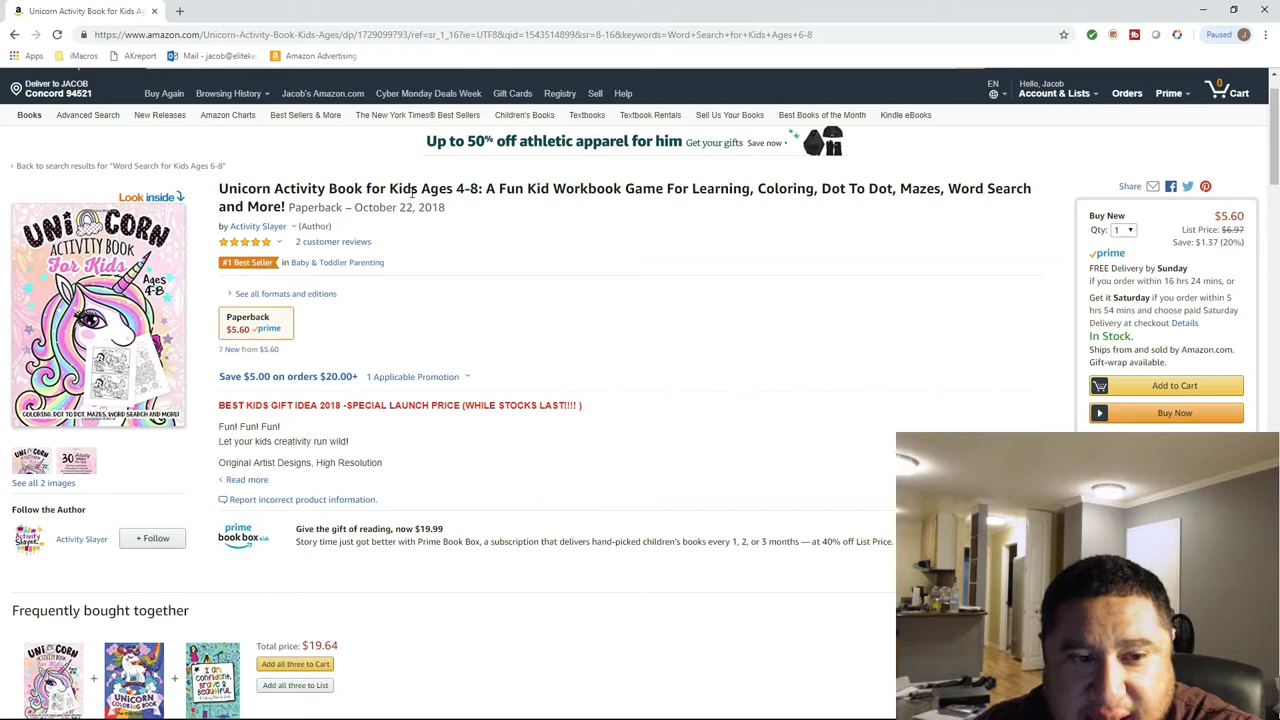 Unicorn Activity Book for Kids A
https://www.amazon.com/Unicorn-Activity-Book-Kids-Ages/dp/1729099793/ref=sr_1_16?ie=UTF8&qid=1543514899&sr=8-16&keywords=Word+Search+for+Kids+Ages+6-8
Paused J
Apps iMacros AKreport Mail - jacob@eliteke Amazon Advertising
Deliver to JACOB
Concord 94521
Buy Again Browsing History Jacob's Amazon.com Cyber Monday Deals Week Gift Cards Registry Sell Help
EN
Hello, Jacob
Account & Lists Orders Prime 0 Cart
Books Advanced Search New Releases Amazon Charts Best Sellers & More The New York Times® Best Sellers Children's Books Textbooks Textbook Rentals Sell Us Your Books Best Books of the Month Kindle eBooks
Up to 50% off athletic apparel for him Get your gifts Save now
‹ Back to search results for "Word Search for Kids Ages 6-8"
Look inside
UNICORN
ACTIVITY BOOK
For Kids
Ages
4-8
COLORING, DOT TO DOT, MAZES, WORD SEARCH AND MORE!
See all 2 images
Follow the Author
Activity Slayer + Follow
Unicorn Activity Book for Kids Ages 4-8: A Fun Kid Workbook Game For Learning, Coloring, Dot To Dot, Mazes, Word Search
and More! Paperback – October 22, 2018
by Activity Slayer (Author)
2 customer reviews
#1 Best Seller in Baby & Toddler Parenting
See all formats and editions
Paperback
$5.60 prime
7 New from $5.60
Save $5.00 on orders $20.00+ 1 Applicable Promotion
BEST KIDS GIFT IDEA 2018 -SPECIAL LAUNCH PRICE (WHILE STOCKS LAST!!!! )
Fun! Fun! Fun!
Let your kids creativity run wild!
Original Artist Designs, High Resolution
Read more
Report incorrect product information.
prime
book box kids
Give the gift of reading, now $19.99
Story time just got better with Prime Book Box, a subscription that delivers hand-picked children's books every 1, 2, or 3 months — at 40% off List Price.
Share
Buy New $5.60
Qty: 1 List Price: $6.97
Save: $1.37 (20%)
prime
FREE Delivery by Sunday
if you order within 16 hrs 24 mins, or
Get it Saturday if you order within 5
hrs 54 mins and choose paid Saturday
Delivery at checkout Details
In Stock.
Ships from and sold by Amazon.com.
Gift-wrap available.
Add to Cart
Buy Now
Frequently bought together
UNICORN
ACTIVITY BOOK
For Kids
+
UNICORN
COLORING BOOK
+
I am
confident,
Brave &
Beautiful
Total price: $19.64
Add all three to Cart
Add all three to List